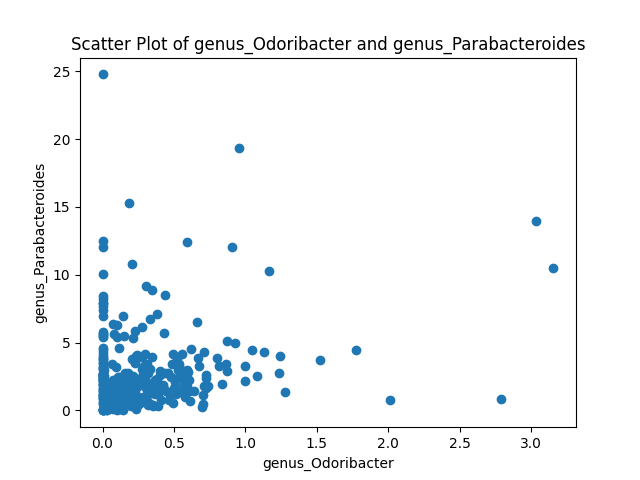 Scatter Plot of genus_Odoribacter and genus_Parabacteroides
25
20
15
10
5
0
genus_Parabacteroides
0.0 0.5 1.0 1.5 2.0 2.5 3.0
genus_Odoribacter